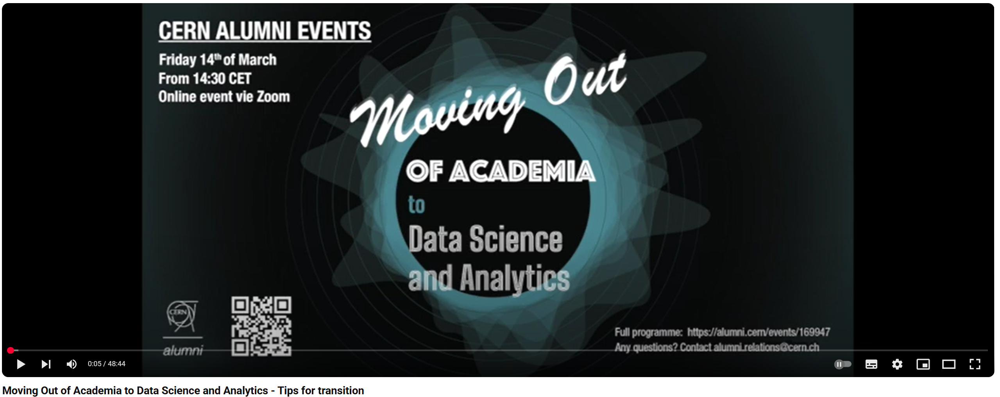 CERN ALUMNI EVENTS
Friday 14th of March
From 14:30 CET
Online event vie Zoom
Moving Out
OF ACADEMIA
to
Data Science
and Analytics
CERN
alumni
Full programme: https://alumni.cern/events/169947
Any questions? Contact alumni.relations@cern.ch
0:05 / 48:44
Moving Out of Academia to Data Science and Analytics - Tips for transition